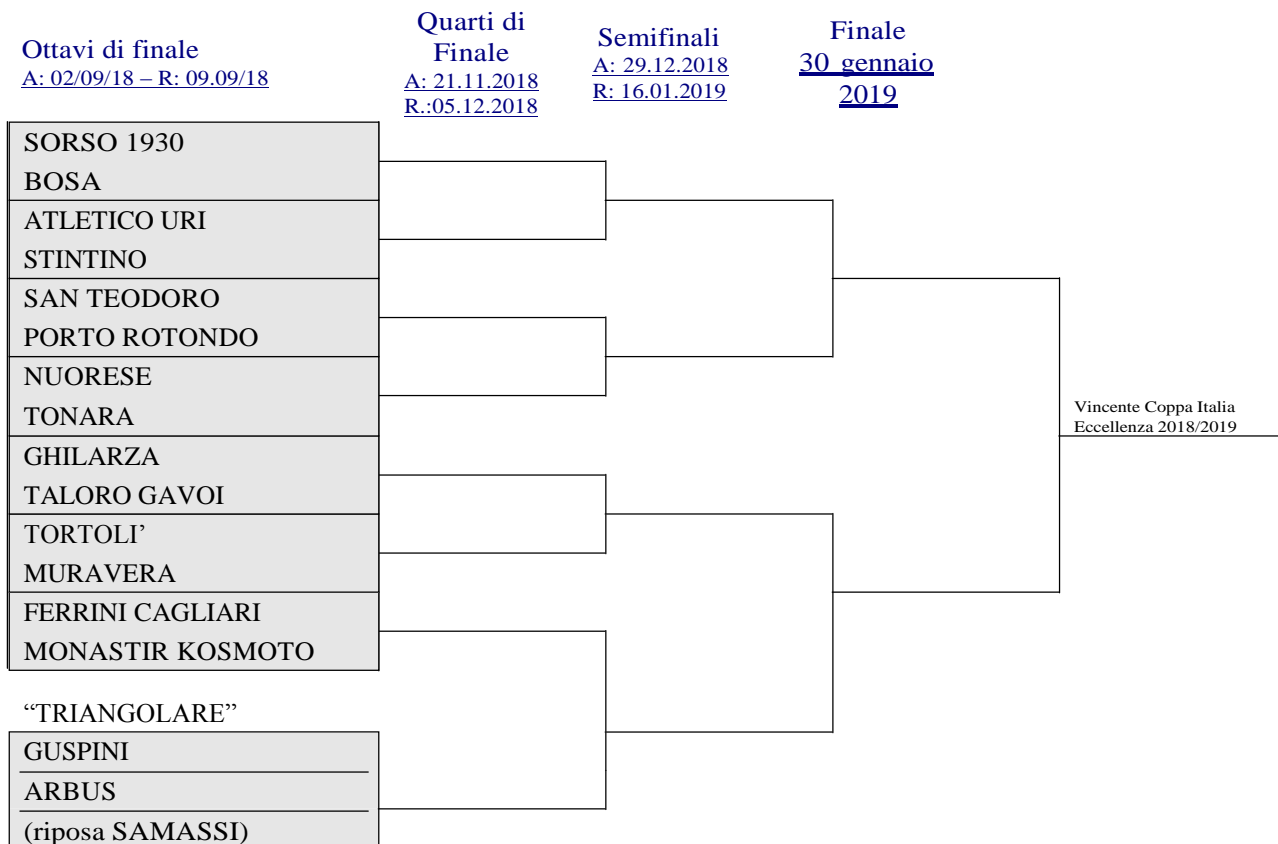 Ottavi di finale
A: 02/09/18 – R: 09.09/18
Quarti di
Finale
A: 21.11.2018
R.:05.12.2018
Semifinali
A: 29.12.2018
R: 16.01.2019
Finale
30 gennaio
2019
SORSO 1930
BOSA
ATLETICO URI
STINTINO
SAN TEODORO
PORTO ROTONDO
NUORESE
TONARA
GHILARZA
TALORO GAVOI
TORTOLI’
MURAVERA
FERRINI CAGLIARI
MONASTIR KOSMOTO
“TRIANGOLARE”
GUSPINI
ARBUS
(riposa SAMASSI)
Vincente Coppa Italia
Eccellenza 2018/2019